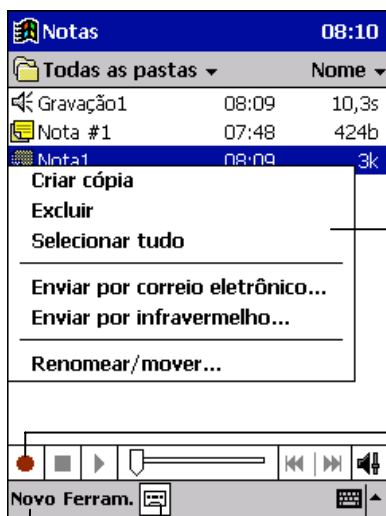 Notas 08:10
Todas as pastas Nome
Gravação1 08:09 10,3s
Nota #1 07:48 424b
Nota1 08:09 3k
Criar cópia
Excluir
Selecionar tudo
Enviar por correio eletrônico...
Enviar por infravermelho...
Renomear/mover...
Novo Ferram.